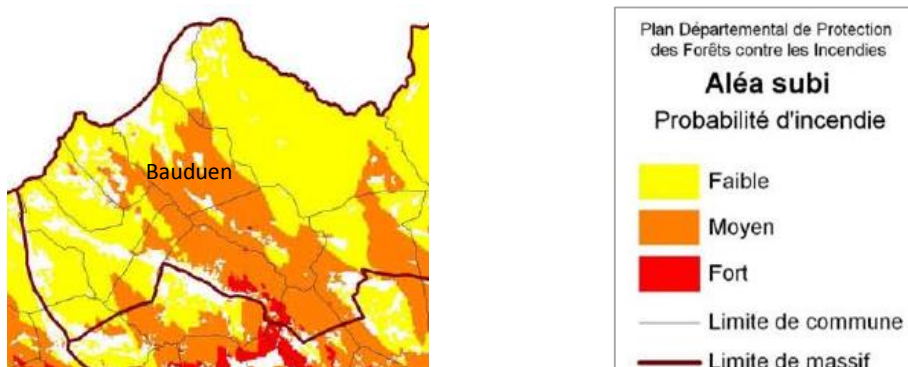 Bauduen
Plan Départemental de Protection
des Forêts contre les Incendies
Aléa subi
Probabilité d'incendie
Faible
Moyen
Fort
Limite de commune
Limite de massif